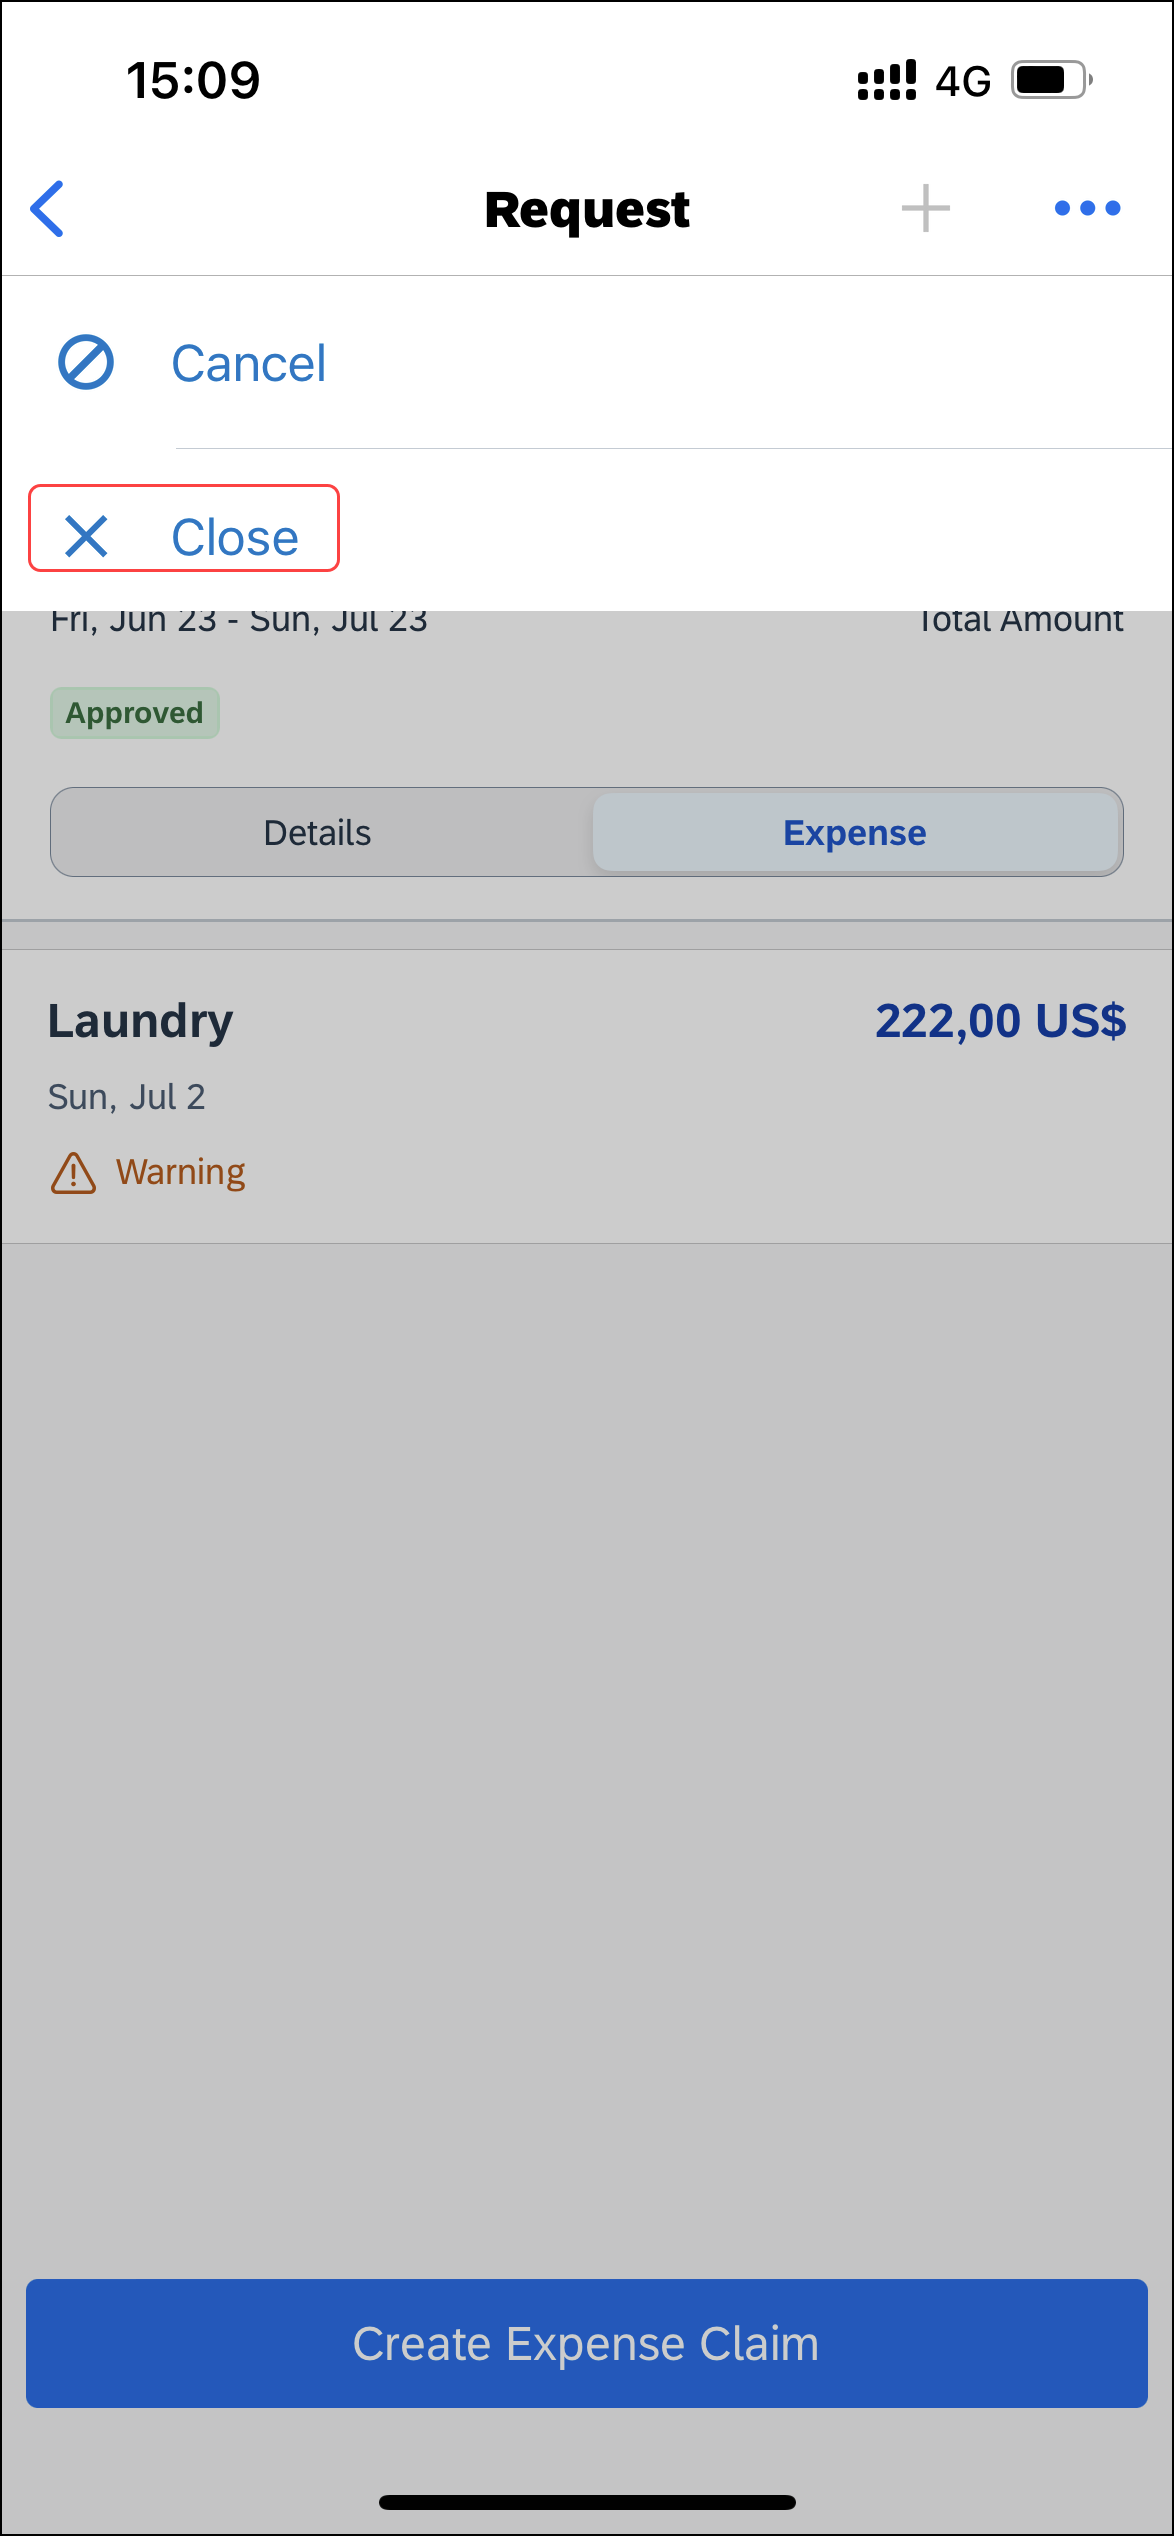 15:09 4G
Request
Cancel
Close
Fri, Jun 23 - Sun, Jul 23 Total Amount
Approved
Details Expense
Laundry 222,00 US$
Sun, Jul 2
Warning
Create Expense Claim